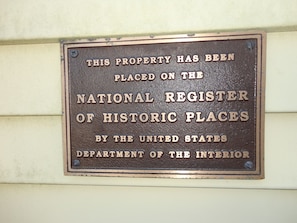 THIS PROPERTY HAS BEEN
PLACED ON THE
NATIONAL REGISTER
OF HISTORIC PLACES
BY THE UNITED STATES
DEPARTMENT OF THE INTERIOR